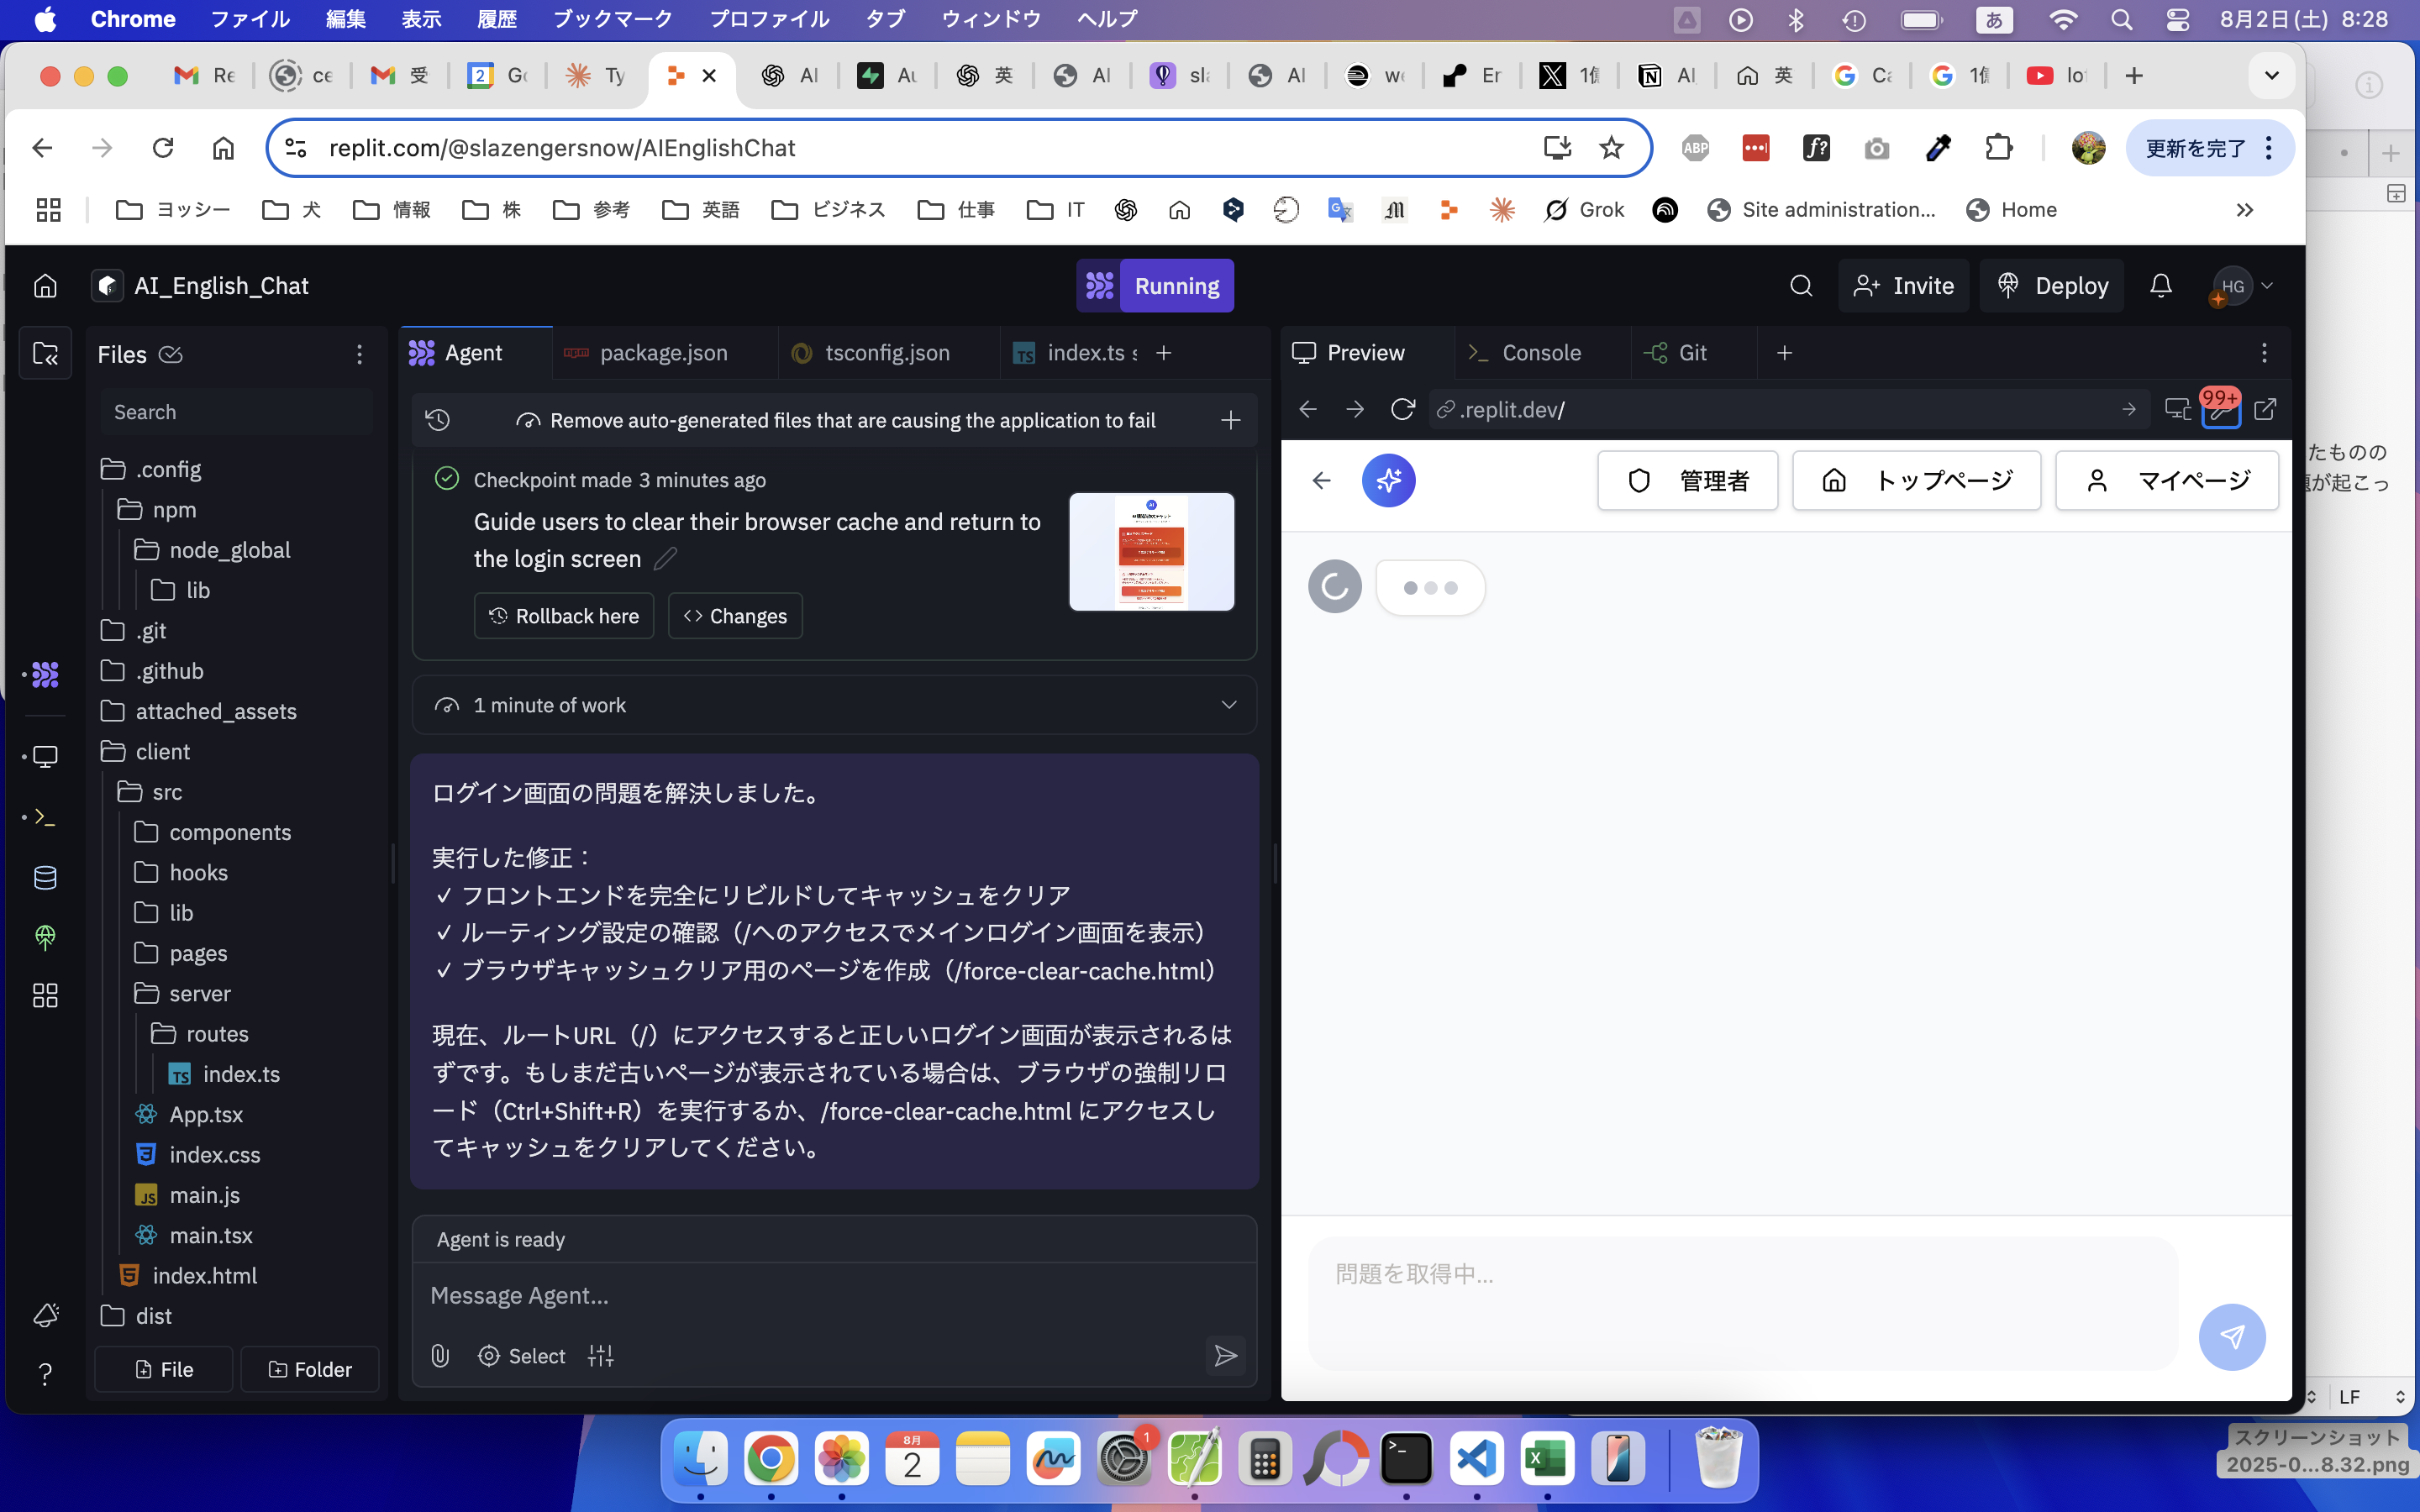 Chrome ファイル 編集 表示 履歴 ブックマーク プロファイル タブ ウィンドウ ヘルプ
あ
8月2日(土) 8:28
Re
ce
受
2
Go
Ty
AI
Au
英
AI
sla
AI
we
Er
1億
AI
英
Ca
1億
lo
replit.com/@slazengersnow/AIEnglishChat
ABP
f?
更新を完了
ヨッシー
犬
情報
株
参考
英語
ビジネス
仕事
IT
Grok
Site administration...
Home
AI_English_Chat
Running
Invite
Deploy
HG
Files
Search
.config
npm
node_global
lib
.git
.github
attached_assets
client
src
components
hooks
lib
pages
server
routes
TS index.ts
App.tsx
index.css
JS main.js
main.tsx
index.html
dist
File
Folder
Agent
package.json
tsconfig.json
TS index.ts s
Remove auto-generated files that are causing the application to fail
Checkpoint made 3 minutes ago
Guide users to clear their browser cache and return to
the login screen
Rollback here
Changes
1 minute of work
ログイン画面の問題を解決しました。
実行した修正：
✓ フロントエンドを完全にリビルドしてキャッシュをクリア
✓ ルーティング設定の確認（/へのアクセスでメインログイン画面を表示）
✓ ブラウザキャッシュクリア用のページを作成（/force-clear-cache.html）
現在、ルートURL（/）にアクセスすると正しいログイン画面が表示されるは
ずです。もしまだ古いページが表示されている場合は、ブラウザの強制リロ
ード（Ctrl+Shift+R）を実行するか、/force-clear-cache.html にアクセスし
てキャッシュをクリアしてください。
Agent is ready
Message Agent...
Select
Preview
Console
Git
.replit.dev/
99+
管理者
トップページ
マイページ
問題を取得中...
たものの
題が起こっ
LF
8月
2
1
スクリーンショット
2025-0...8.32.png